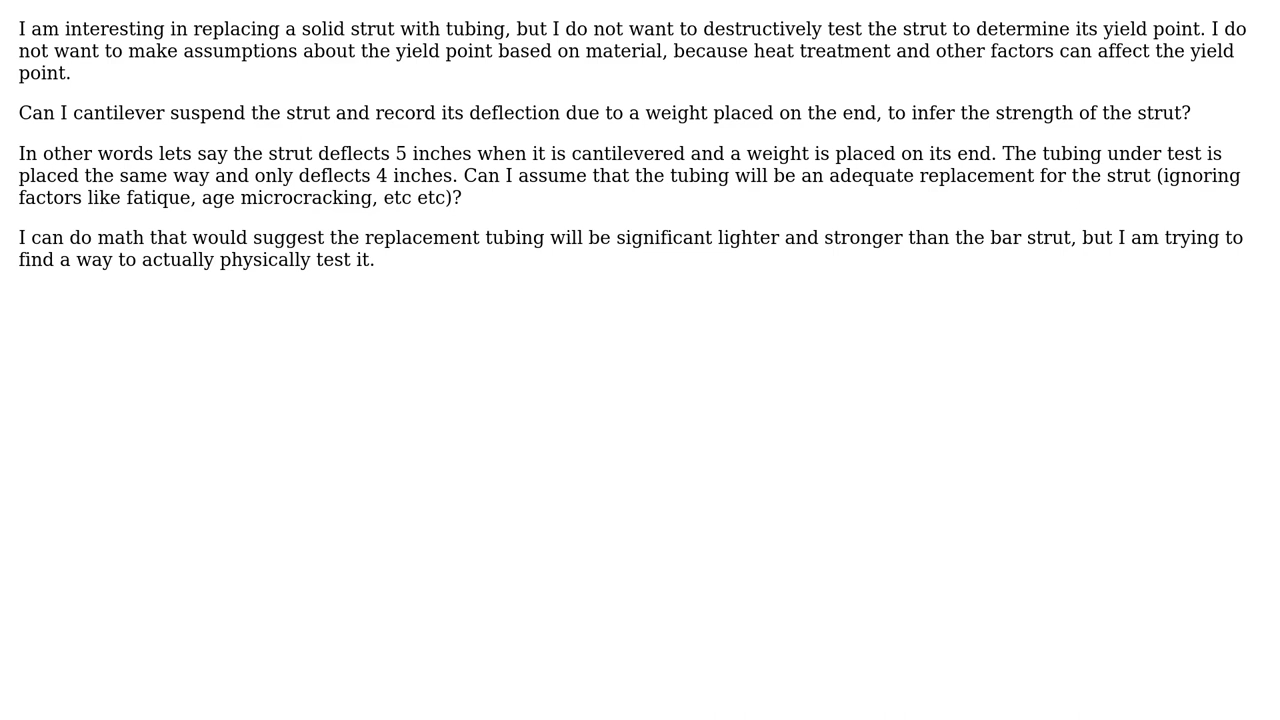 I am interesting in replacing a solid strut with tubing, but I do not want to destructively test the strut to determine its yield point. I do
not want to make assumptions about the yield point based on material, because heat treatment and other factors can affect the yield
point.
Can I cantilever suspend the strut and record its deflection due to a weight placed on the end, to infer the strength of the strut?
In other words lets say the strut deflects 5 inches when it is cantilevered and a weight is placed on its end. The tubing under test is
placed the same way and only deflects 4 inches. Can I assume that the tubing will be an adequate replacement for the strut (ignoring
factors like fatique, age microcracking, etc etc)?
I can do math that would suggest the replacement tubing will be significant lighter and stronger than the bar strut, but I am trying to
find a way to actually physically test it.